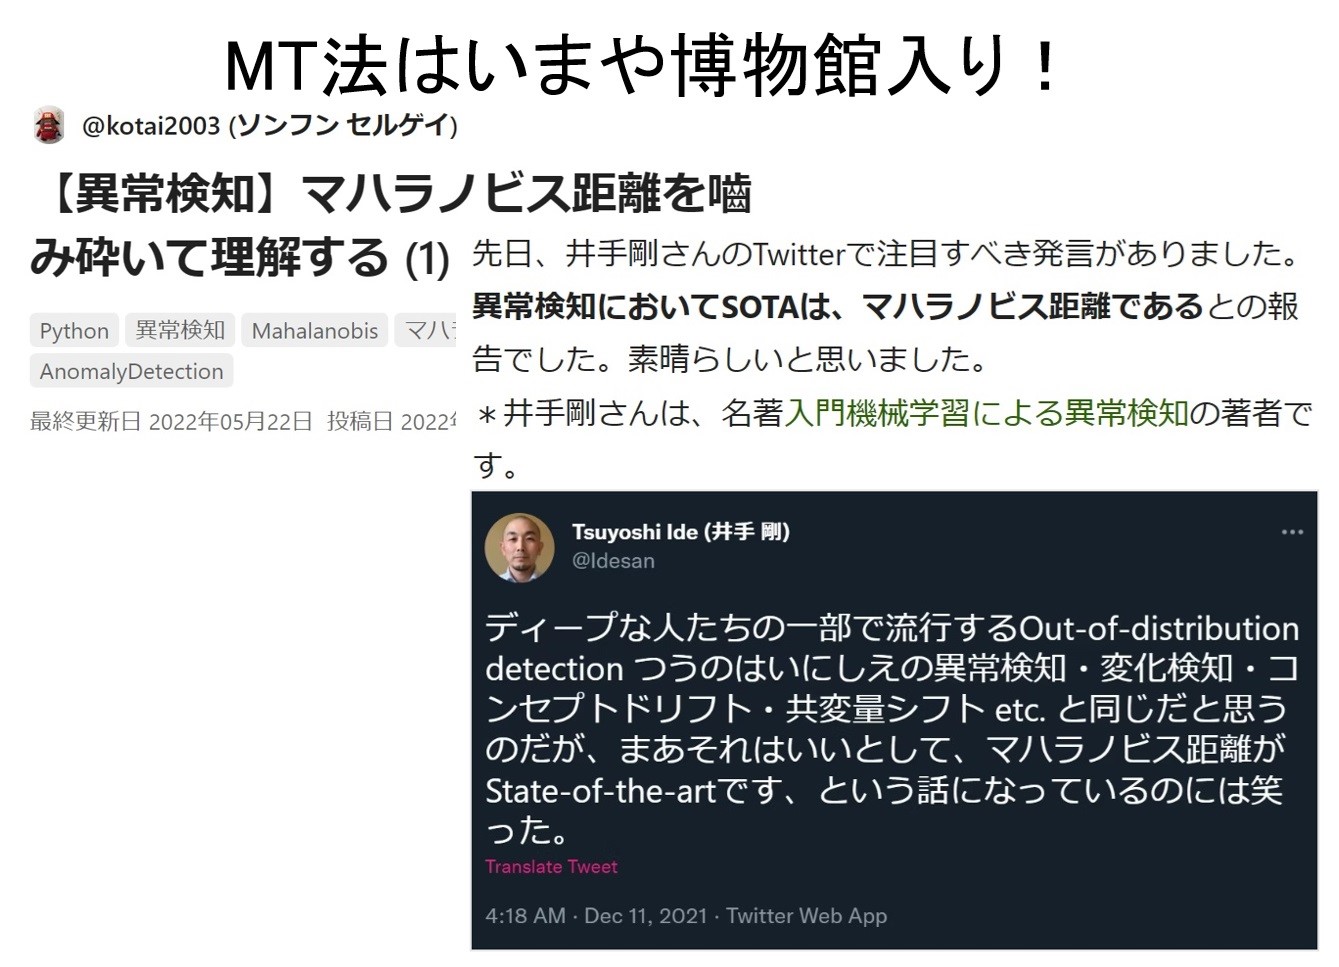 MT法はいまや博物館入り！
@kotai2003 (ソンフン セルゲイ)
【異常検知】マハラノビス距離を嚙
み砕いて理解する (1)
Python 異常検知 Mahalanobis マハ
AnomalyDetection
最終更新日 2022年05月22日 投稿日 2022
先日、井手剛さんのTwitterで注目すべき発言がありました。
異常検知においてSOTAは、マハラノビス距離であるとの報
告でした。素晴らしいと思いました。
＊井手剛さんは、名著入門機械学習による異常検知の著者で
す。
Tsuyoshi Ide (井手 剛)
@Idesan
ディープな人たちの一部で流行するOut-of-distribution
detection つうのはいにしえの異常検知・変化検知・コ
ンセプトドリフト・共変量シフト etc. と同じだと思う
のだが、まあそれはいいとして、マハラノビス距離が
State-of-the-artです、という話になっているのには笑
った。
Translate Tweet
4:18 AM · Dec 11, 2021 · Twitter Web App